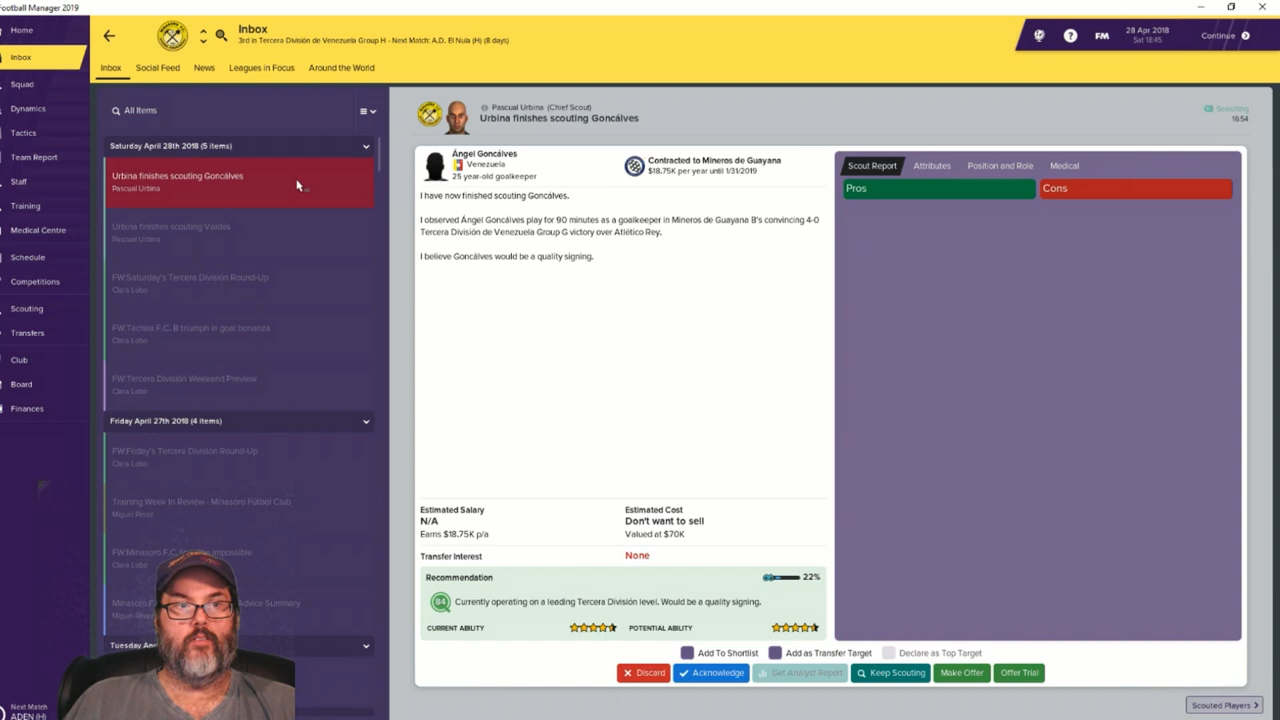 Football Manager 2019
Home
Inbox
Squad
Dynamics
Tactics
Team Report
Staff
Training
Medical Centre
Schedule
Competitions
Scouting
Transfers
Club
Board
Finances
Next Match
ADEN (H)
Inbox
3rd in Tercera División de Venezuela Group H - Next Match: A.D. El Nula (H) (8 days)
FM
28 Apr 2018
Sat 18:45
Continue
Inbox
Social Feed
News
Leagues in Focus
Around the World
All Items
Saturday April 28th 2018 (5 items)
Urbina finishes scouting Goncálves
Pascual Urbina
Urbina finishes scouting Valdés
Pascual Urbina
FW:Saturday's Tercera División Round-Up
Clara Lobo
FW:Táchira F.C. B triumph in goal bonanza
Clara Lobo
FW:Tercera División Weekend Preview
Clara Lobo
Friday April 27th 2018 (4 items)
FW:Friday's Tercera División Round-Up
Clara Lobo
Training Week In Review - Minasoro Fútbol Club
Miguel Pérez
FW:Minasoro F.C. impossible
Clara Lobo
Minasoro F Advice Summary
Miguel Pérez
Tuesday Ap
Pascual Urbina (Chief Scout)
Urbina finishes scouting Goncálves
Scouting
16:54
Ángel Goncálves
Venezuela
25 year-old goalkeeper
Contracted to Mineros de Guayana
$18.75K per year until 1/31/2019
I have now finished scouting Goncálves.
I observed Ángel Goncálves play for 90 minutes as a goalkeeper in Mineros de Guayana B's convincing 4-0
Tercera División de Venezuela Group G victory over Atlético Rey.
I believe Goncálves would be a quality signing.
Scout Report
Attributes
Position and Role
Medical
Pros
Cons
Estimated Salary
N/A
Earns $18.75K p/a
Estimated Cost
Don't want to sell
Valued at $70K
Transfer Interest
None
Recommendation
22%
84
Currently operating on a leading Tercera División level. Would be a quality signing.
CURRENT ABILITY
POTENTIAL ABILITY
Add To Shortlist
Add as Transfer Target
Declare as Top Target
Discard
Acknowledge
Get Analyst Report
Keep Scouting
Make Offer
Offer Trial
Scouted Players